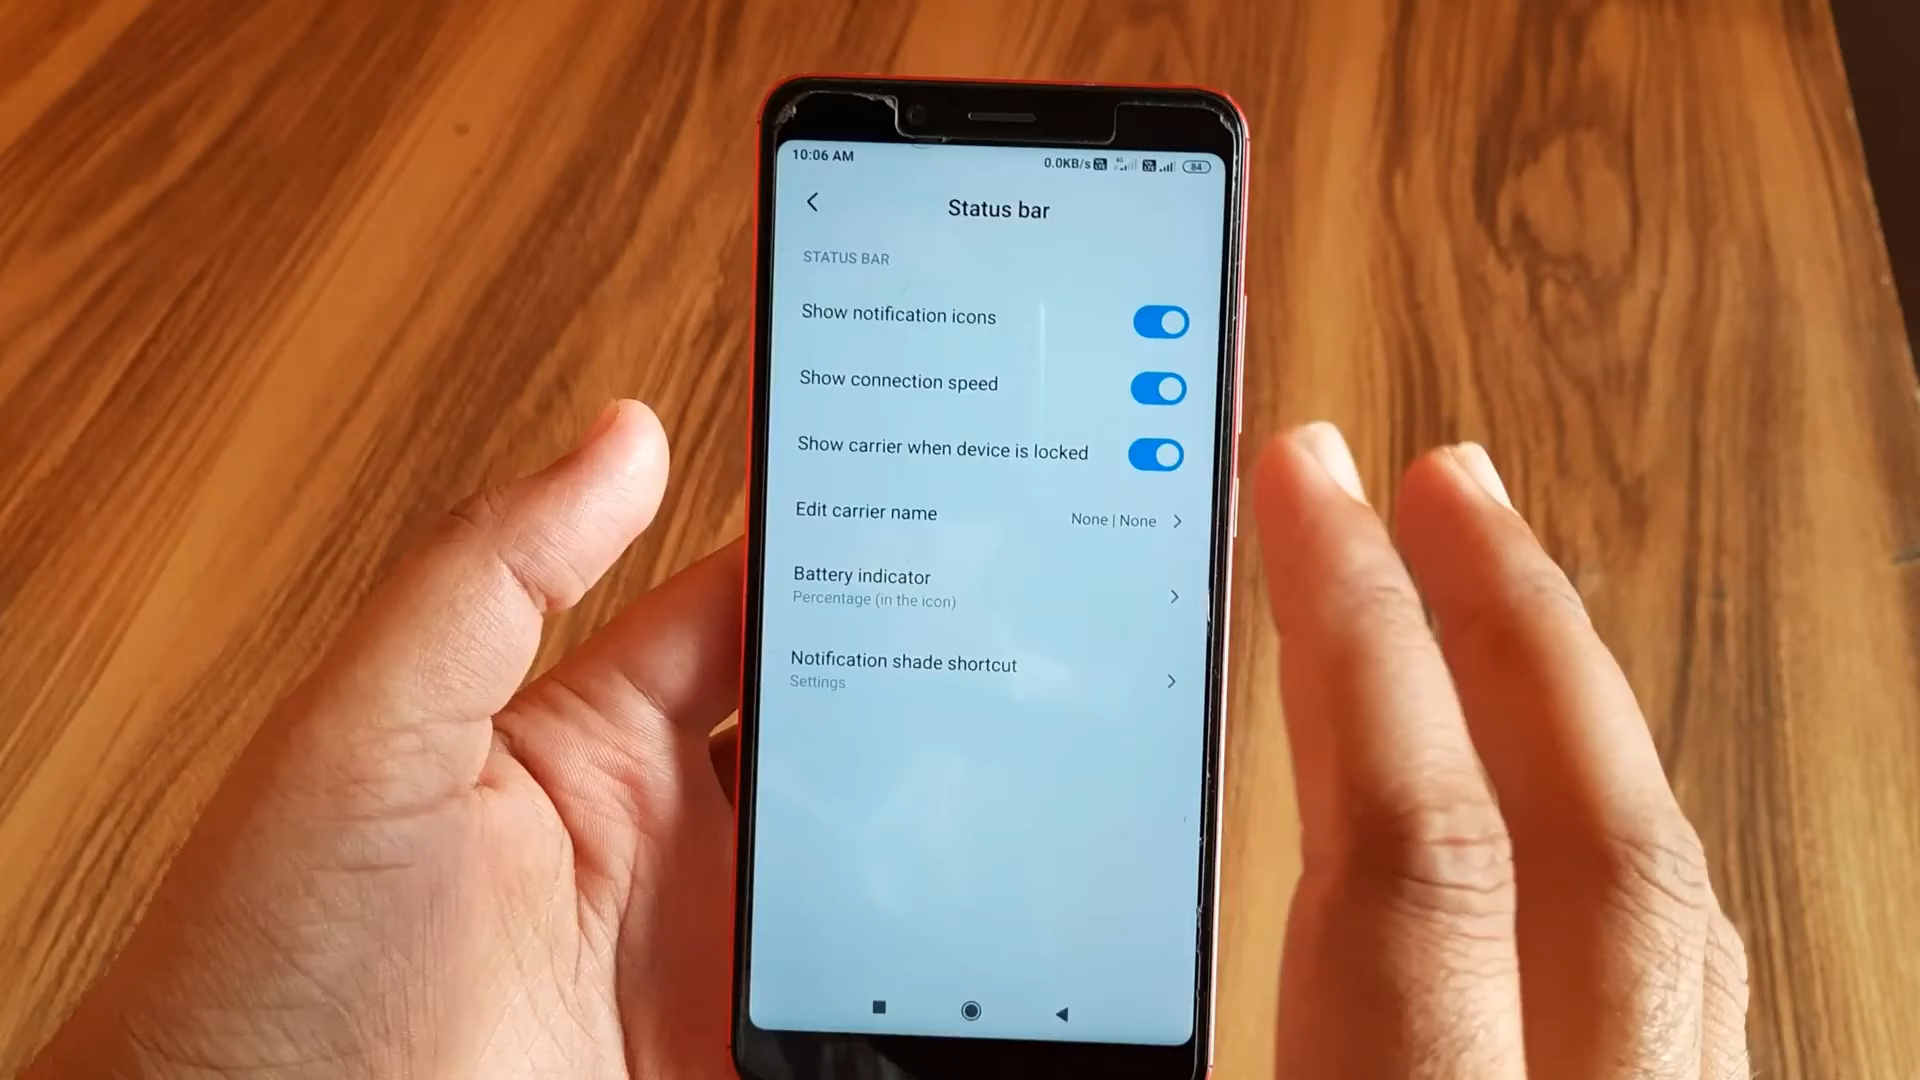 10:06 AM
0.0KB/s 4G 84
Status bar
STATUS BAR
Show notification icons
Show connection speed
Show carrier when device is locked
Edit carrier name None | None
Battery indicator
Percentage (in the icon)
Notification shade shortcut
Settings